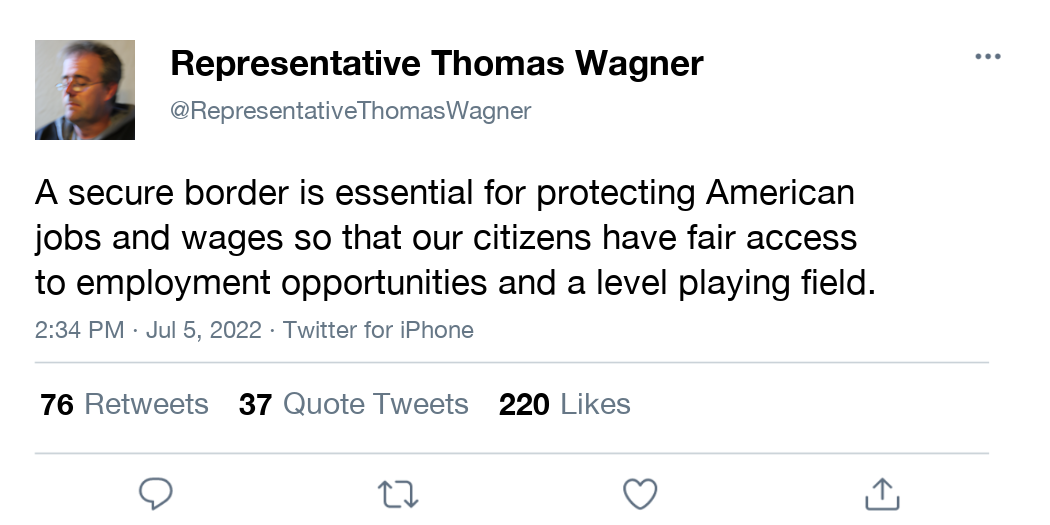 Representative Thomas Wagner
@RepresentativeThomasWagner
A secure border is essential for protecting American
jobs and wages so that our citizens have fair access
to employment opportunities and a level playing field.
2:34 PM · Jul 5, 2022 · Twitter for iPhone
76 Retweets 37 Quote Tweets 220 Likes